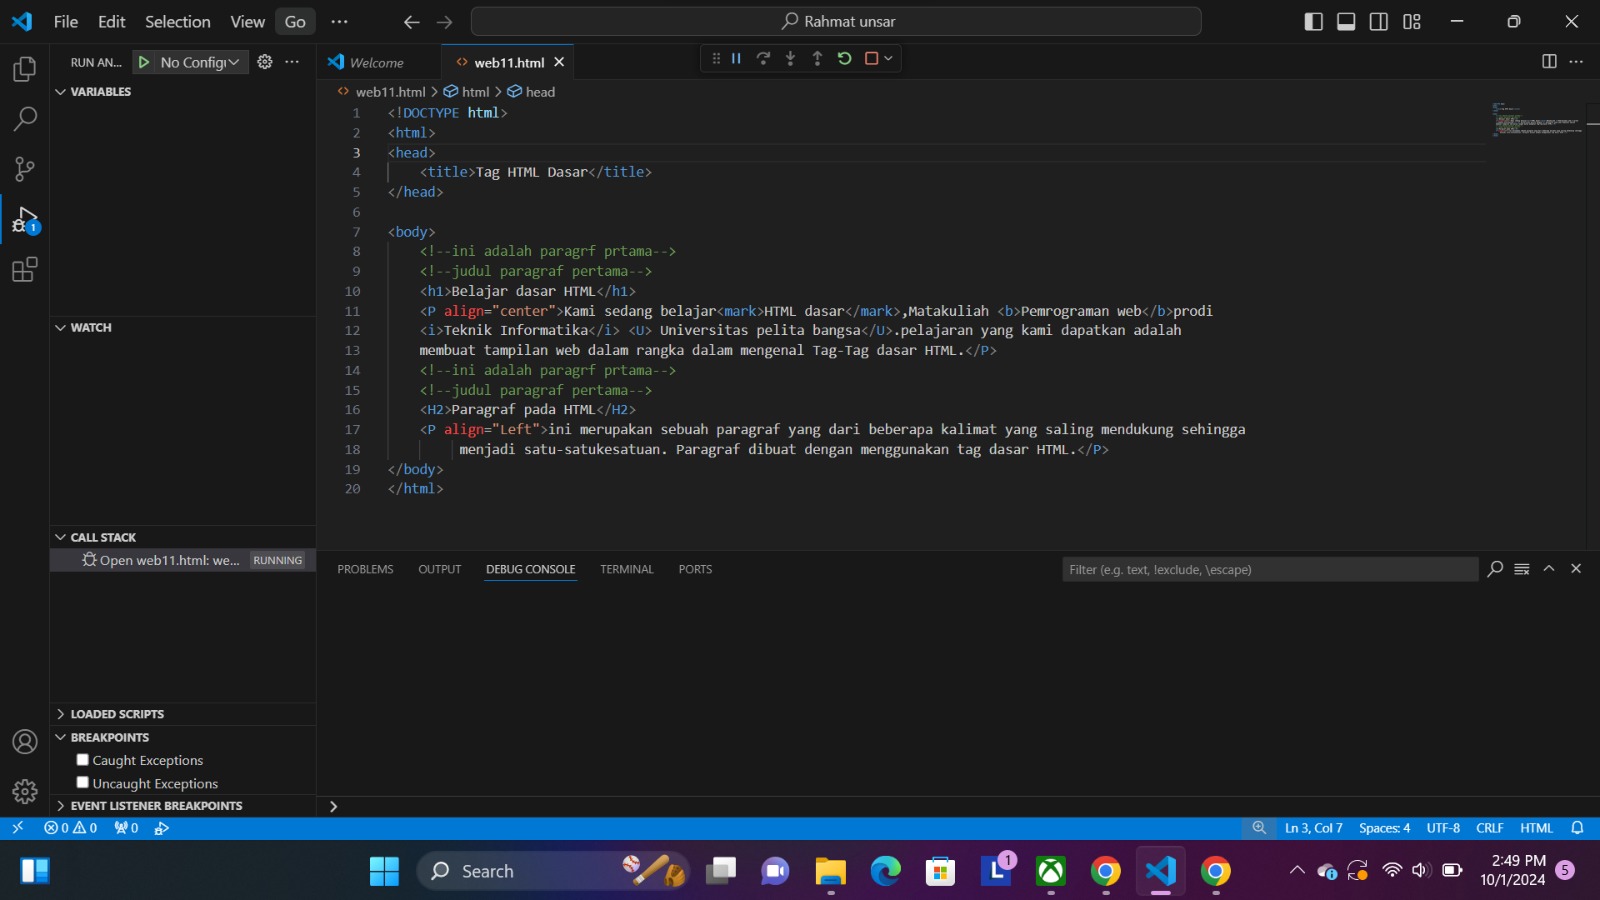 File Edit Selection View Go ··· Rahmat unsar
RUN AN... No Configu
Welcome web11.html
VARIABLES
web11.html > html > head
1 <!DOCTYPE html>
2 <html>
3 <head>
4 <title>Tag HTML Dasar</title>
5 </head>
6
7 <body>
8 <!--ini adalah paragrf prtama-->
9 <!--judul paragraf pertama-->
10 <h1>Belajar dasar HTML</h1>
11 <P align="center">Kami sedang belajar<mark>HTML dasar</mark>,Matakuliah <b>Pemrograman web</b>prodi
12 <i>Teknik Informatika</i> <U> Universitas pelita bangsa</U>.pelajaran yang kami dapatkan adalah
13 membuat tampilan web dalam rangka dalam mengenal Tag-Tag dasar HTML.</P>
14 <!--ini adalah paragrf prtama-->
15 <!--judul paragraf pertama-->
16 <H2>Paragraf pada HTML</H2>
17 <P align="Left">ini merupakan sebuah paragraf yang dari beberapa kalimat yang saling mendukung sehingga
18 menjadi satu-satukesatuan. Paragraf dibuat dengan menggunakan tag dasar HTML.</P>
19 </body>
20 </html>
WATCH
CALL STACK
Open web11.html: we... RUNNING
LOADED SCRIPTS
BREAKPOINTS
Caught Exceptions
Uncaught Exceptions
EVENT LISTENER BREAKPOINTS
PROBLEMS OUTPUT DEBUG CONSOLE TERMINAL PORTS Filter (e.g. text, !exclude, \escape)
1
0 0 0 Ln 3, Col 7 Spaces: 4 UTF-8 CRLF HTML
Search L 1 2:49 PM
10/1/2024 5